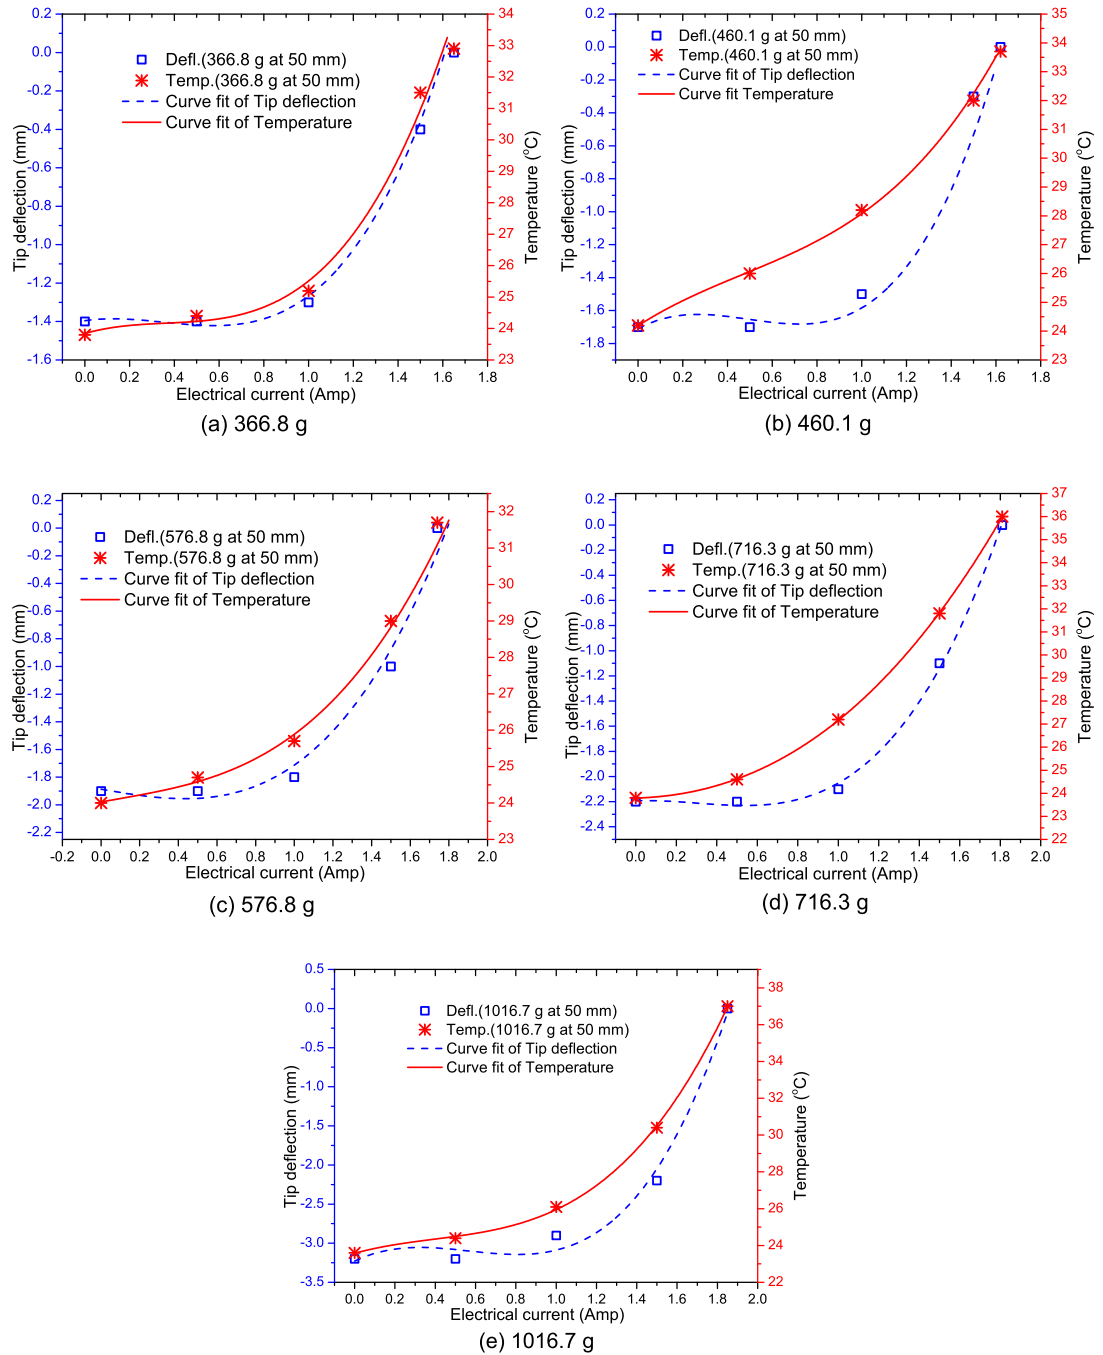 0.2
0.0
-0.2
-0.4
-0.6
-0.8
-1.0
-1.2
-1.4
-1.6
Tip deflection (mm)
Defl.(366.8 g at 50 mm)
Temp.(366.8 g at 50 mm)
Curve fit of Tip deflection
Curve fit of Temperature
34
33
32
31
30
29
28
27
26
25
24
23
Temperature (°C)
0.0 0.2 0.4 0.6 0.8 1.0 1.2 1.4 1.6 1.8
Electrical current (Amp)
(a) 366.8 g
0.0
-0.2
-0.4
-0.6
-0.8
-1.0
-1.2
-1.4
-1.6
-1.8
Tip deflection (mm)
Defl.(460.1 g at 50 mm)
Temp.(460.1 g at 50 mm)
Curve fit of Tip deflection
Curve fit Temperature
35
34
33
32
31
30
29
28
27
26
25
24
23
Temperature (°C)
0.0 0.2 0.4 0.6 0.8 1.0 1.2 1.4 1.6 1.8
Electrical current (Amp)
(b) 460.1 g
0.2
0.0
-0.2
-0.4
-0.6
-0.8
-1.0
-1.2
-1.4
-1.6
-1.8
-2.0
-2.2
Tip deflection (mm)
Defl.(576.8 g at 50 mm)
Temp.(576.8 g at 50 mm)
Curve fit of Tip deflection
Curve fit of Temperature
32
31
30
29
28
27
26
25
24
23
Temperature (°C)
-0.2 0.0 0.2 0.4 0.6 0.8 1.0 1.2 1.4 1.6 1.8 2.0
Electrical current (Amp)
(c) 576.8 g
0.2
0.0
-0.2
-0.4
-0.6
-0.8
-1.0
-1.2
-1.4
-1.6
-1.8
-2.0
-2.2
-2.4
Tip deflection (mm)
Defl.(716.3 g at 50 mm)
Temp.(716.3 g at 50 mm)
Curve fit of Tip deflection
Curve fit of Temperature
37
36
35
34
33
32
31
30
29
28
27
26
25
24
23
22
Temperature (°C)
0.0 0.2 0.4 0.6 0.8 1.0 1.2 1.4 1.6 1.8 2.0
Electrical current (Amp)
(d) 716.3 g
0.5
0.0
-0.5
-1.0
-1.5
-2.0
-2.5
-3.0
-3.5
Tip deflection (mm)
Defl.(1016.7 g at 50 mm)
Temp.(1016.7 g at 50 mm)
Curve fit of Tip deflection
Curve fit of Temperature
38
36
34
32
30
28
26
24
22
Temperature (°C)
0.0 0.2 0.4 0.6 0.8 1.0 1.2 1.4 1.6 1.8 2.0
Electrical current (Amp)
(e) 1016.7 g